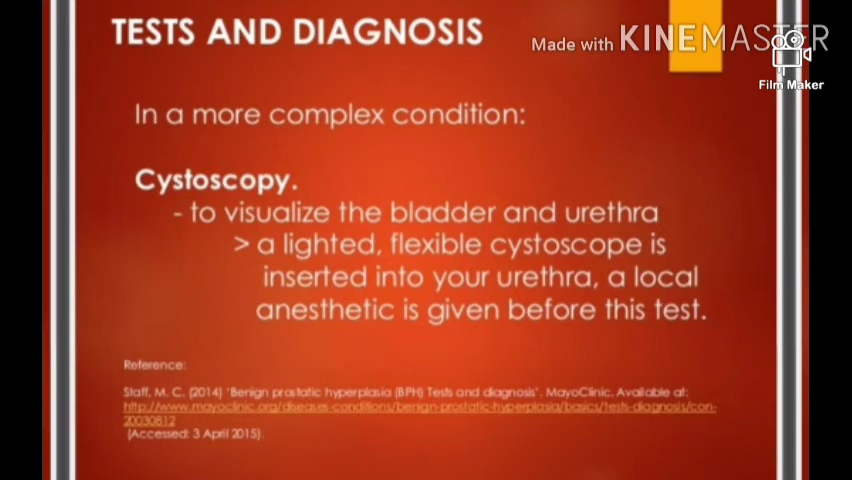 TESTS AND DIAGNOSIS
Made with KINEMASTER
Film Maker
In a more complex condition:
Cystoscopy.
- to visualize the bladder and urethra
> a lighted, flexible cystoscope is
inserted into your urethra, a local
anesthetic is given before this test.
Reference:
Staff, M. C. (2014) 'Benign prostatic hyperplasia (BPH) Tests and diagnosis'. MayoClinic. Available at:
http://www.mayoclinic.org/diseases-conditions/benign-prostatic-hyperplasia/basics/tests-diagnosis/con-
20030812
(Accessed: 3 April 2015).